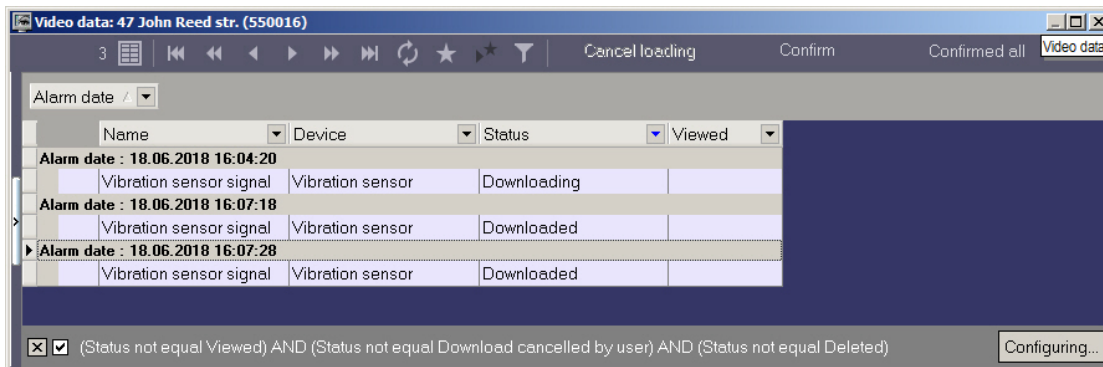 Video data: 47 John Reed str. (550016)
3 Cancel loading Confirm Confirmed all Video data
Alarm date
Name Device Status Viewed
Alarm date : 18.06.2018 16:04:20
Vibration sensor signal Vibration sensor Downloading
Alarm date : 18.06.2018 16:07:18
Vibration sensor signal Vibration sensor Downloaded
Alarm date : 18.06.2018 16:07:28
Vibration sensor signal Vibration sensor Downloaded
(Status not equal Viewed) AND (Status not equal Download cancelled by user) AND (Status not equal Deleted) Configuring...